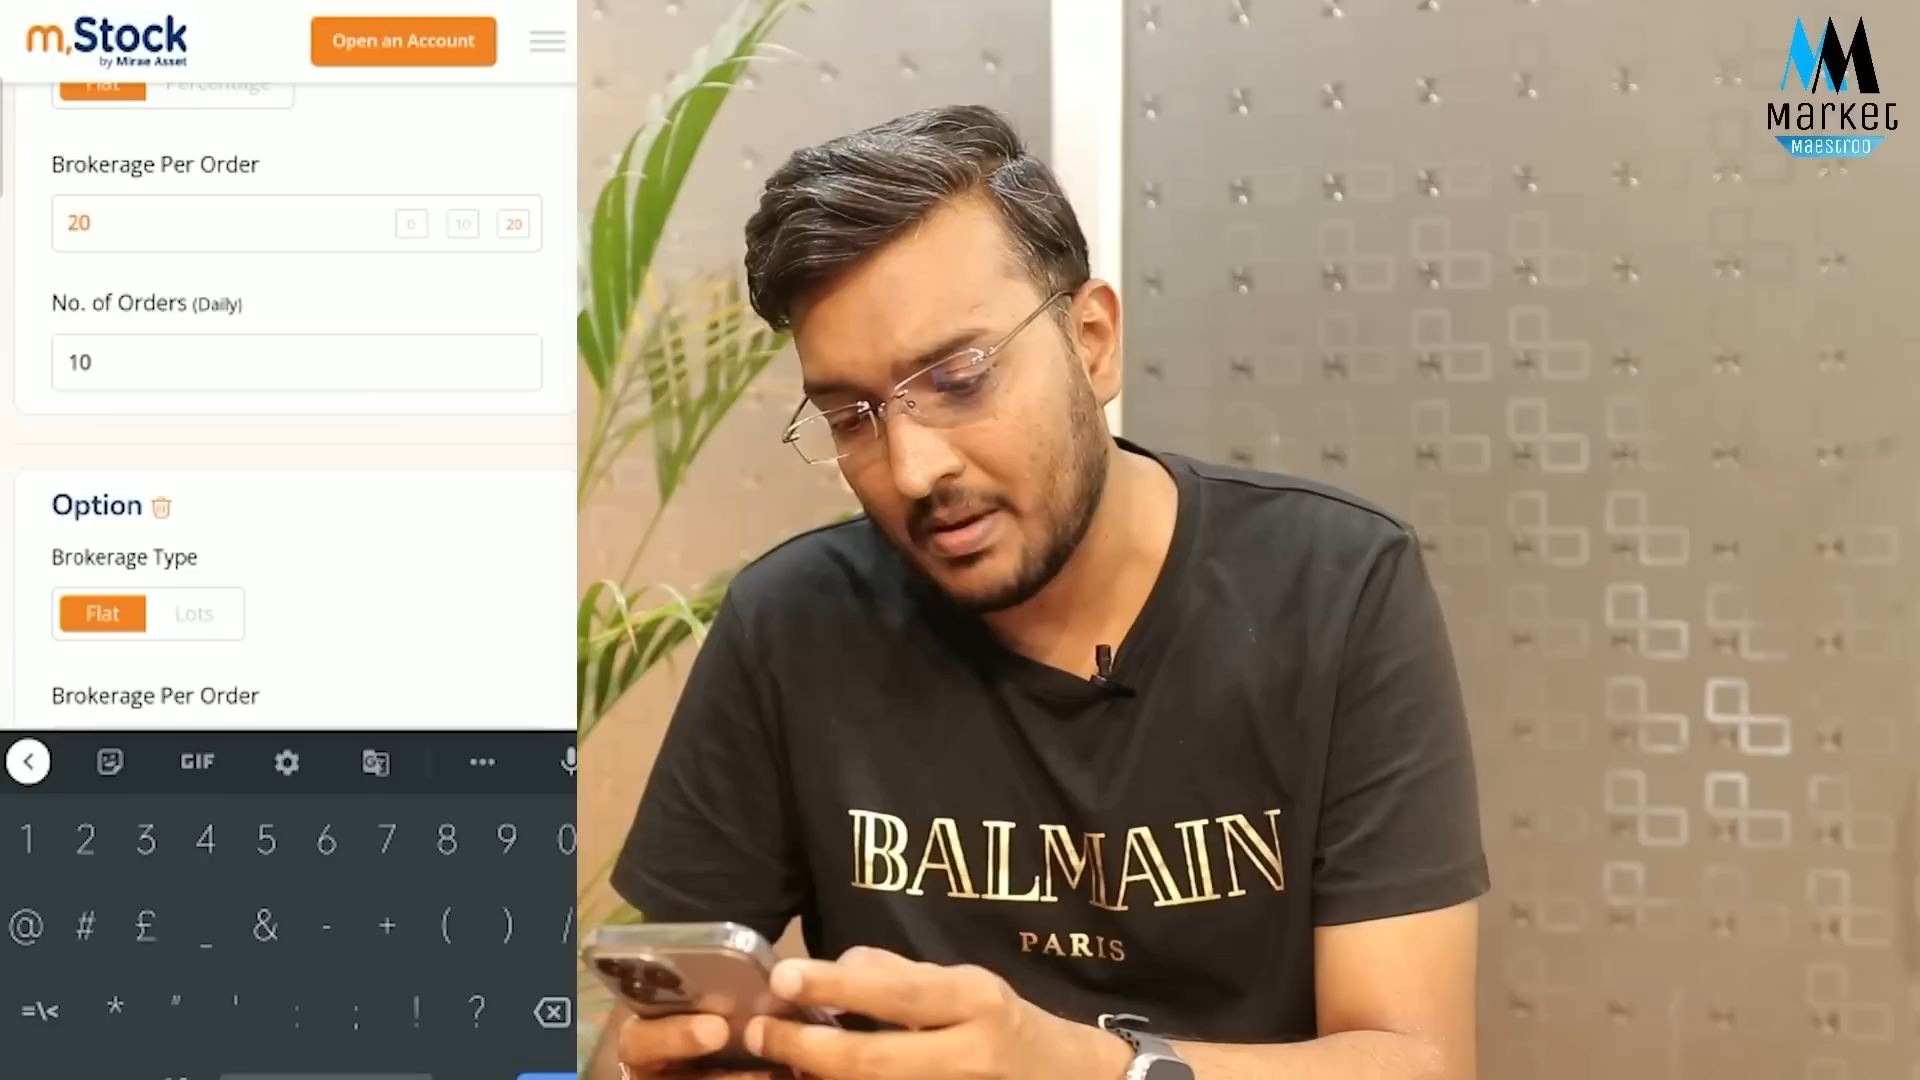 m.Stock
by Mirae Asset
Open an Account
Flat Percentage
Brokerage Per Order
20
0 10 20
No. of Orders (Daily)
10
Option
Brokerage Type
Flat Lots
Brokerage Per Order
GIF
1 2 3 4 5 6 7 8 9 0
@ # £ _ & - + ( ) /
=\< * " ' : ; ! ?
BALMAIN
PARIS
Market
Maestroo